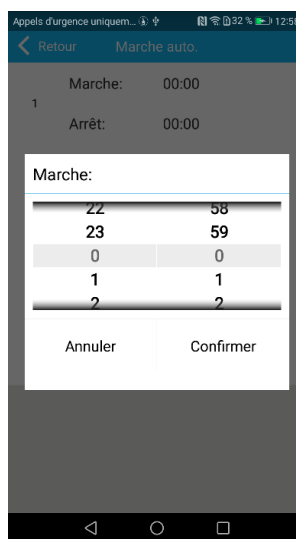 Appels d'urgence uniquem... 32 % 12:58
Retour Marche auto.
Marche: 00:00
1
Arrêt: 00:00
Marche:
22 58
23 59
0 0
1 1
2 2
Annuler Confirmer